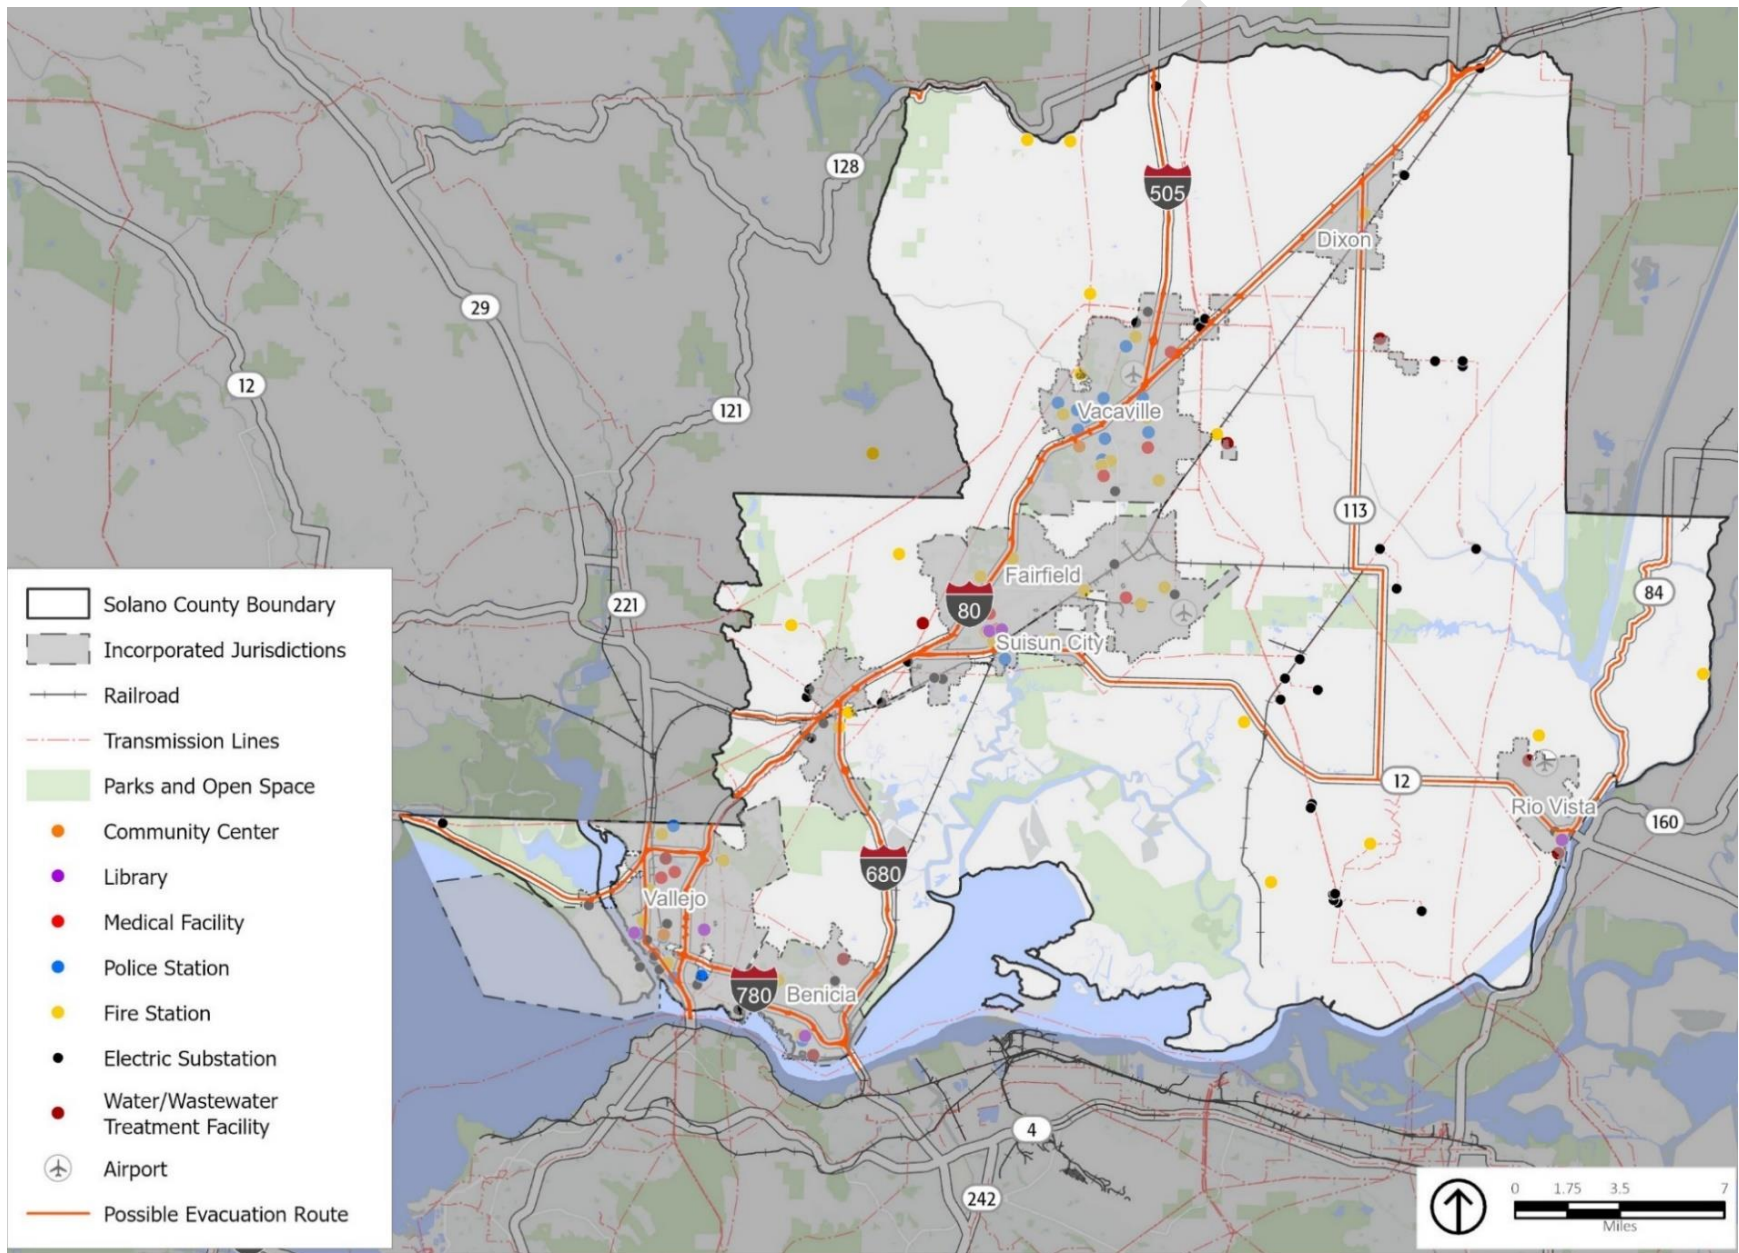 128
505
29
Dixon
12
121
Vacaville
113
Fairfield
80
221
84
Suisun City
12
Rio Vista
160
680
Vallejo
780
Benicia
4
242
Solano County Boundary
Incorporated Jurisdictions
Railroad
Transmission Lines
Parks and Open Space
Community Center
Library
Medical Facility
Police Station
Fire Station
Electric Substation
Water/Wastewater
Treatment Facility
Airport
Possible Evacuation Route
0 1.75 3.5 7
Miles